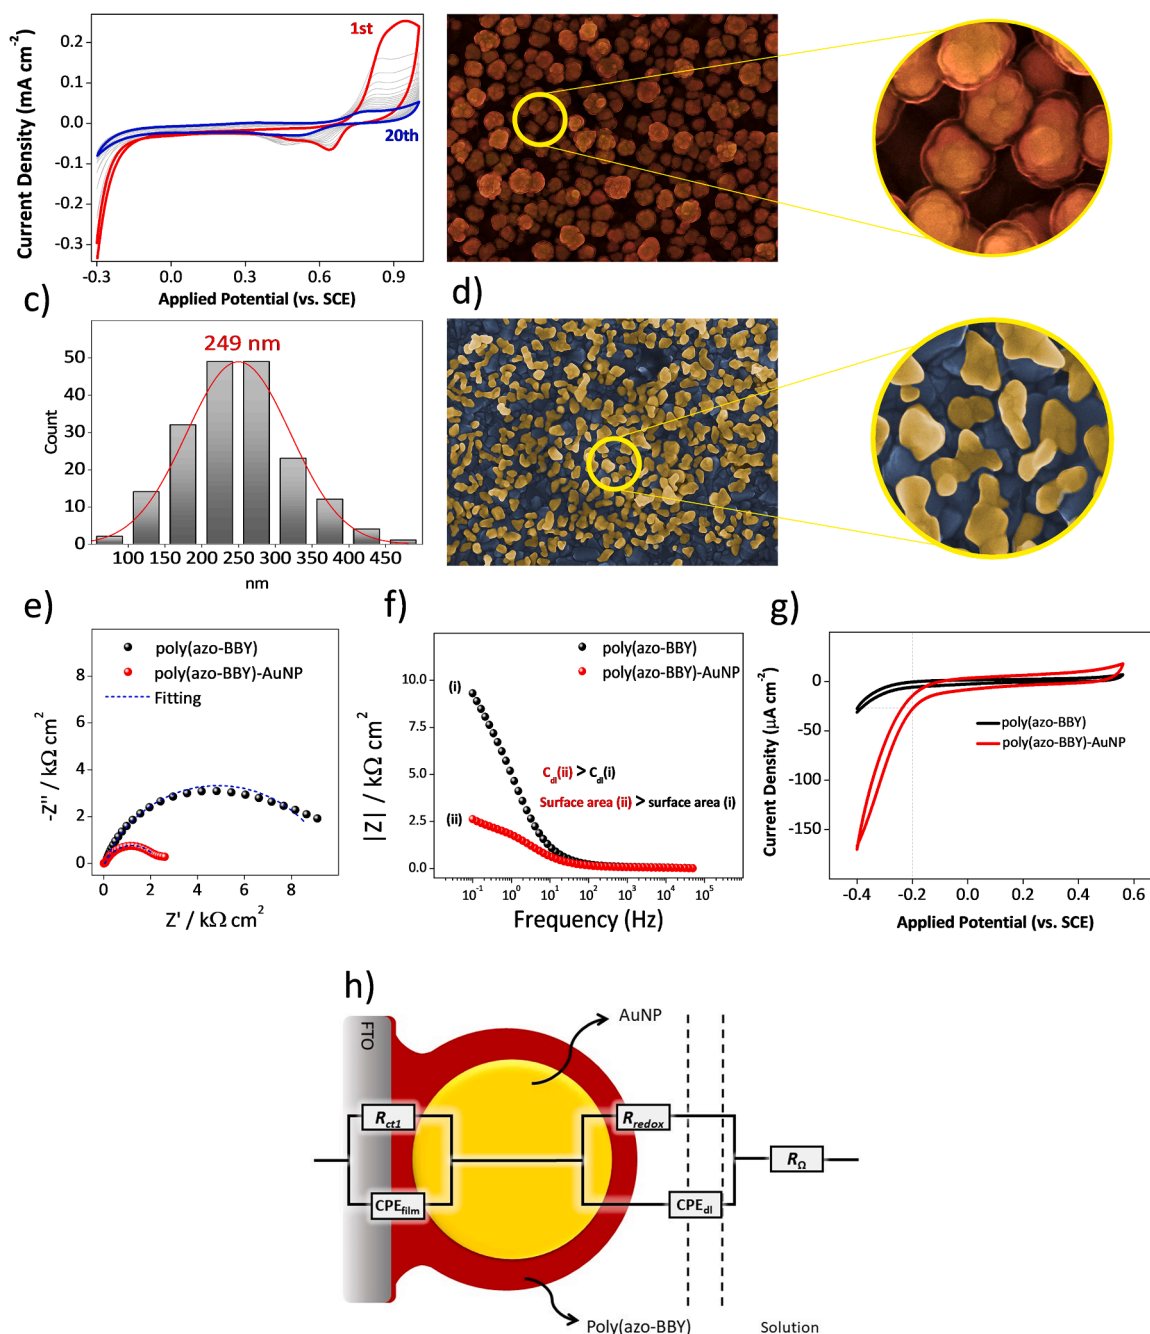 Current Density (mA cm⁻²)
0.2
0.1
0.0
-0.1
-0.2
-0.3
1st
20th
-0.3
0.0
0.3
0.6
0.9
Applied Potential (vs. SCE)
c)
d)
249 nm
Count
50
40
30
20
10
0
100 150 200 250 300 350 400 450
nm
e)
poly(azo-BBY)
poly(azo-BBY)-AuNP
Fitting
-Z'' / kΩ cm²
8
6
4
2
0
0 2 4 6 8
Z' / kΩ cm²
f)
poly(azo-BBY)
poly(azo-BBY)-AuNP
|Z| / kΩ cm²
10.0
7.5
5.0
2.5
0.0
(i)
(ii)
C_dl(ii) > C_dl(i)
Surface area (ii) > surface area (i)
10⁻¹ 10⁰ 10¹ 10² 10³ 10⁴ 10⁵
Frequency (Hz)
g)
Current Density (μA cm⁻²)
0
-50
-100
-150
poly(azo-BBY)
poly(azo-BBY)-AuNP
-0.4 -0.2 0.0 0.2 0.4 0.6
Applied Potential (vs. SCE)
h)
FTO
AuNP
R_ct1
R_redox
R_Ω
CPE_film
CPE_dl
Poly(azo-BBY)
Solution